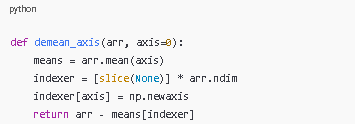 python
def demean_axis(arr, axis=0):
    means = arr.mean(axis)
    indexer = [slice(None)] * arr.ndim
    indexer[axis] = np.newaxis
    return arr - means[indexer]